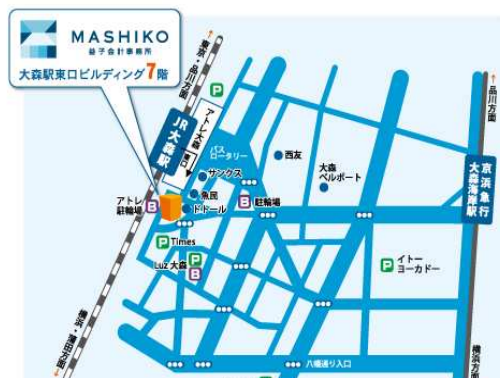 MASHIKO
益子会計事務所
大森駅東口ビルディング7階
東京・品川方面
品川方面
P
アトレ大森
JR
大森駅
東口
バス
ロータリー
西友
サンクス
大森
ベルポート
京浜急行
大森海岸駅
魚民
アトレ
駐輪場
B
ドトール
B
駐輪場
P Times
Luz 大森
P
B
P
イトー
ヨーカドー
横浜・蒲田方面
八幡通り入口
横浜方面